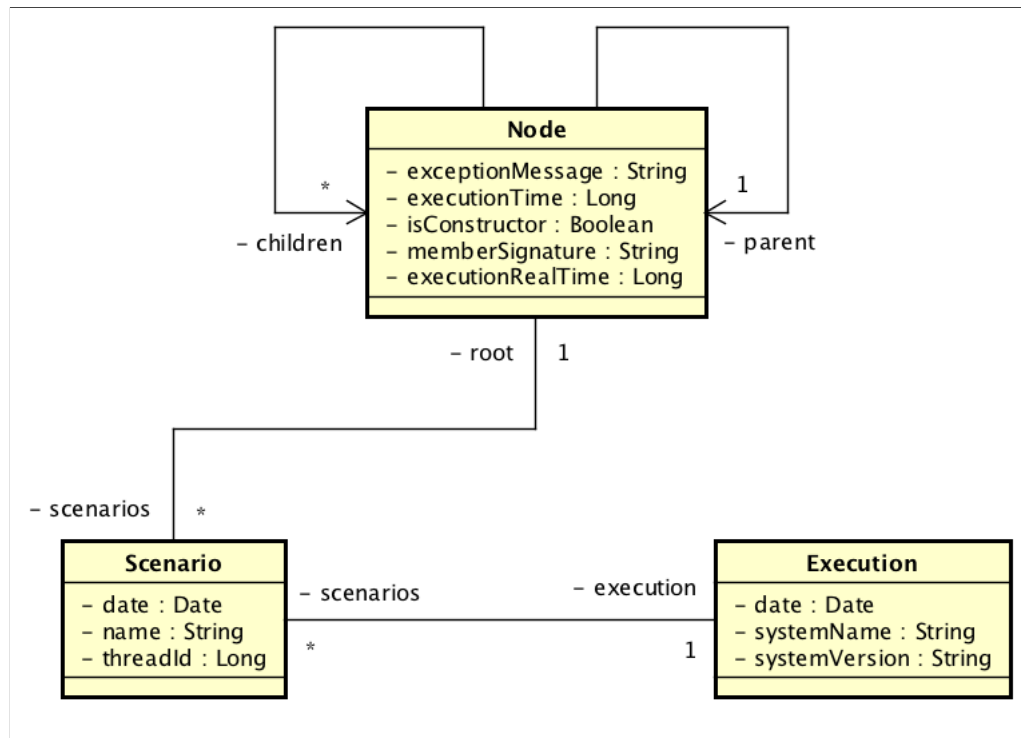 Node
- exceptionMessage : String
- executionTime : Long
- isConstructor : Boolean
- memberSignature : String
- executionRealTime : Long
*
- children
1
- parent
- root
1
- scenarios
*
Scenario
- date : Date
- name : String
- threadId : Long
- scenarios
*
- execution
1
Execution
- date : Date
- systemName : String
- systemVersion : String